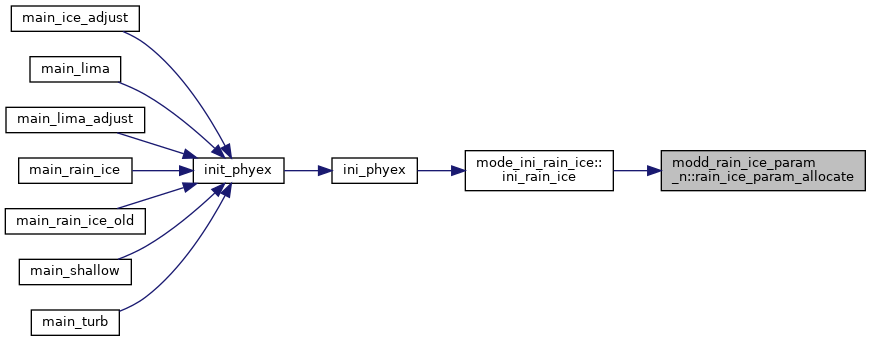 main_ice_adjust
main_lima
main_lima_adjust
main_rain_ice
main_rain_ice_old
main_shallow
main_turb
init_phyex
ini_phyex
mode_ini_rain_ice::
ini_rain_ice
modd_rain_ice_param
_n::rain_ice_param_allocate